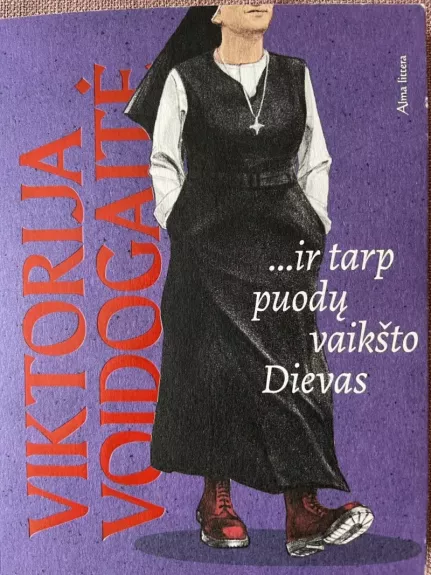 VIKTORIJA
VOIDOGAITĖ
Alma littera
...ir tarp
puodų
vaikšto
Dievas